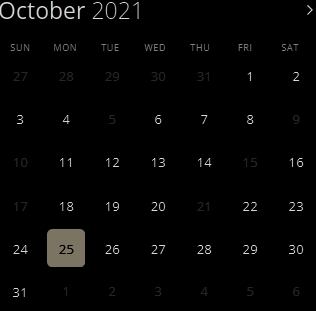 October 2021 >
SUN MON TUE WED THU FRI SAT
27 28 29 30 31 1 2
3 4 5 6 7 8 9
10 11 12 13 14 15 16
17 18 19 20 21 22 23
24 25 26 27 28 29 30
31 1 2 3 4 5 6